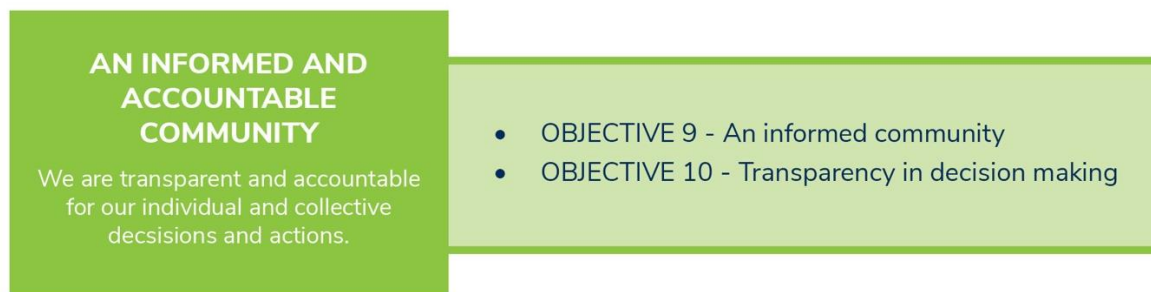 AN INFORMED AND
ACCOUNTABLE
COMMUNITY
We are transparent and accountable
for our individual and collective
decsisions and actions.
• OBJECTIVE 9 - An informed community
• OBJECTIVE 10 - Transparency in decision making